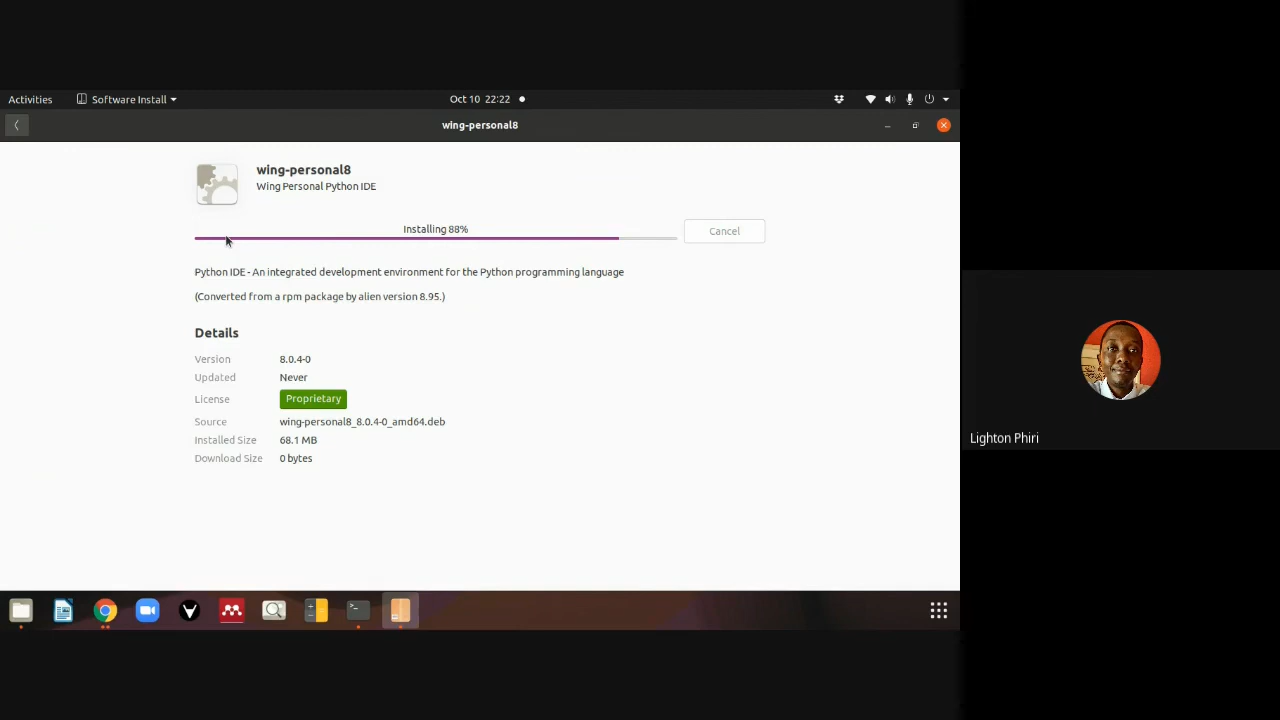 Activities
Software Install
Oct 10 22:22
wing-personal8
wing-personal8
Wing Personal Python IDE
Installing 88%
Cancel
Python IDE - An integrated development environment for the Python programming language
(Converted from a rpm package by alien version 8.95.)
Details
Version 8.0.4-0
Updated Never
License Proprietary
Source wing-personal8_8.0.4-0_amd64.deb
Installed Size 68.1 MB
Download Size 0 bytes
Lighton Phiri